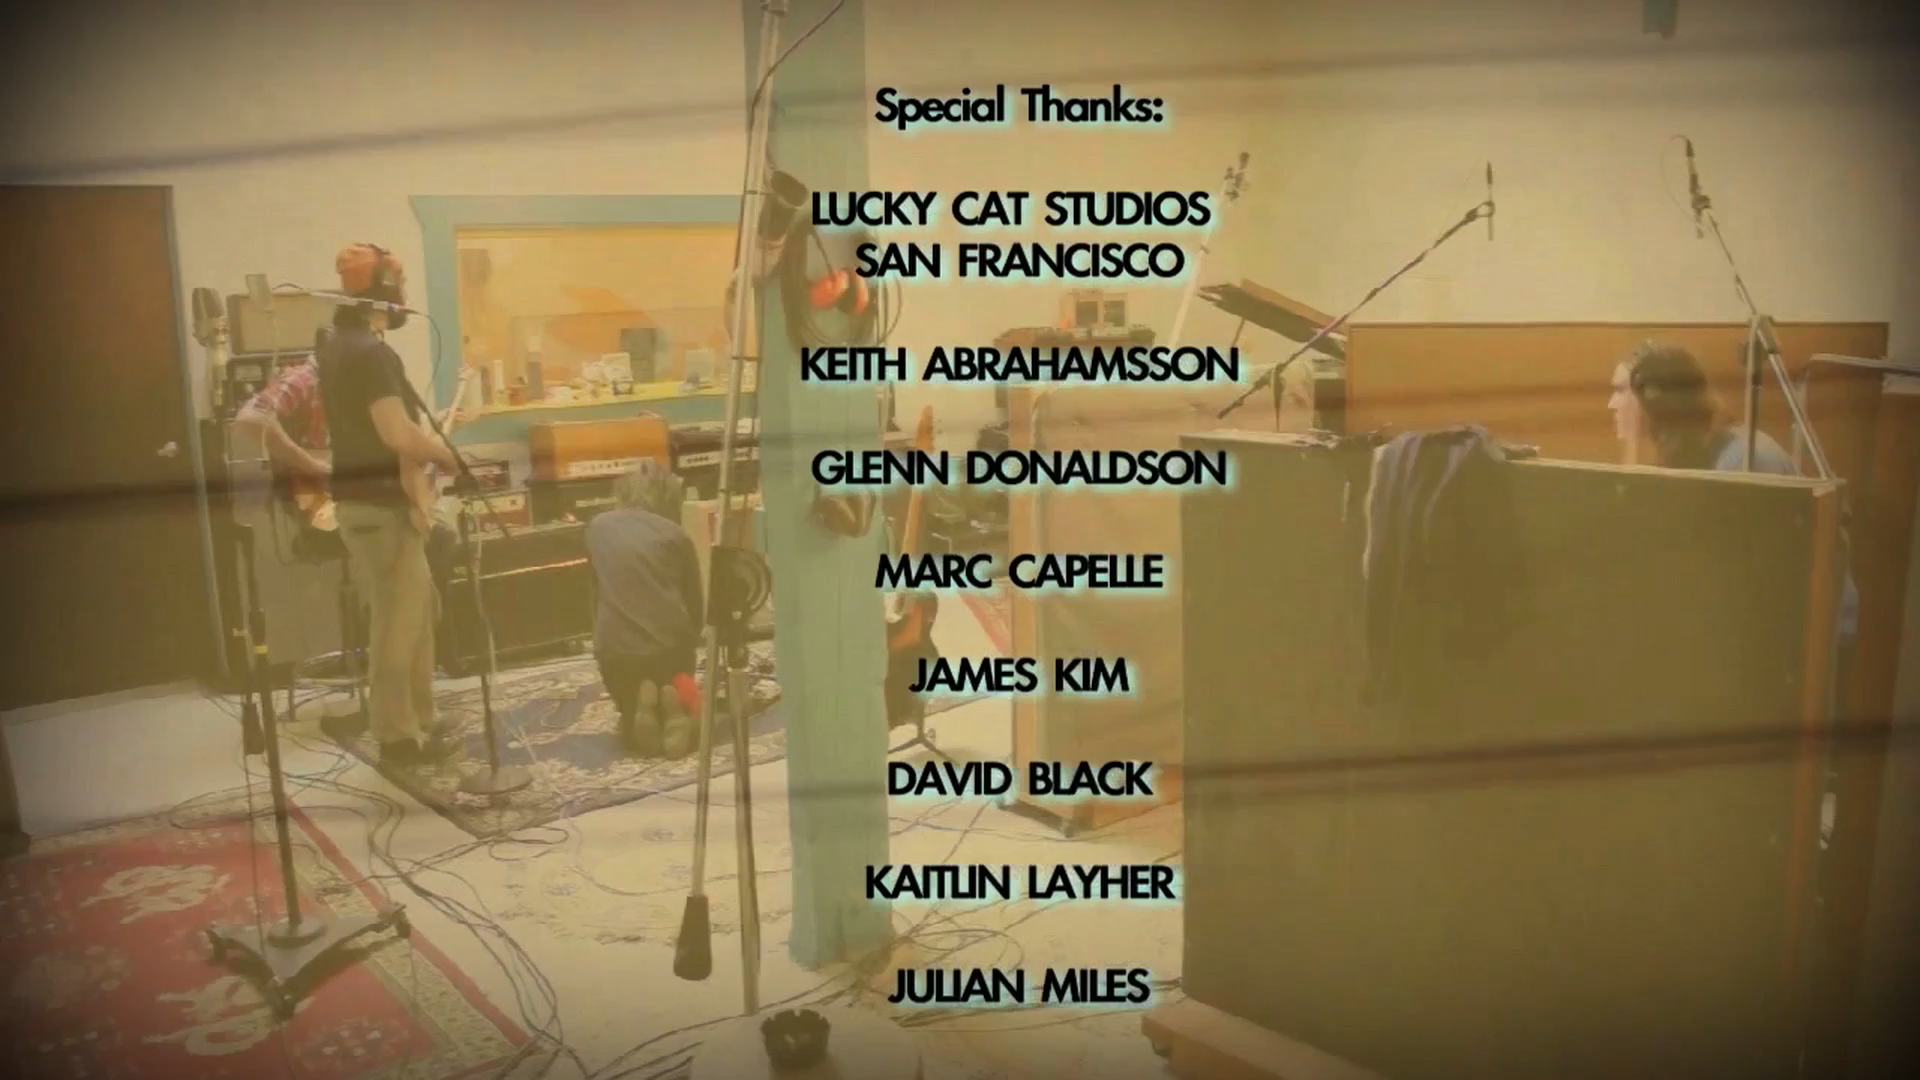 Special Thanks:
LUCKY CAT STUDIOS
SAN FRANCISCO
KEITH ABRAHAMSSON
GLENN DONALDSON
MARC CAPELLE
JAMES KIM
DAVID BLACK
KAITLIN LAYHER
JULIAN MILES